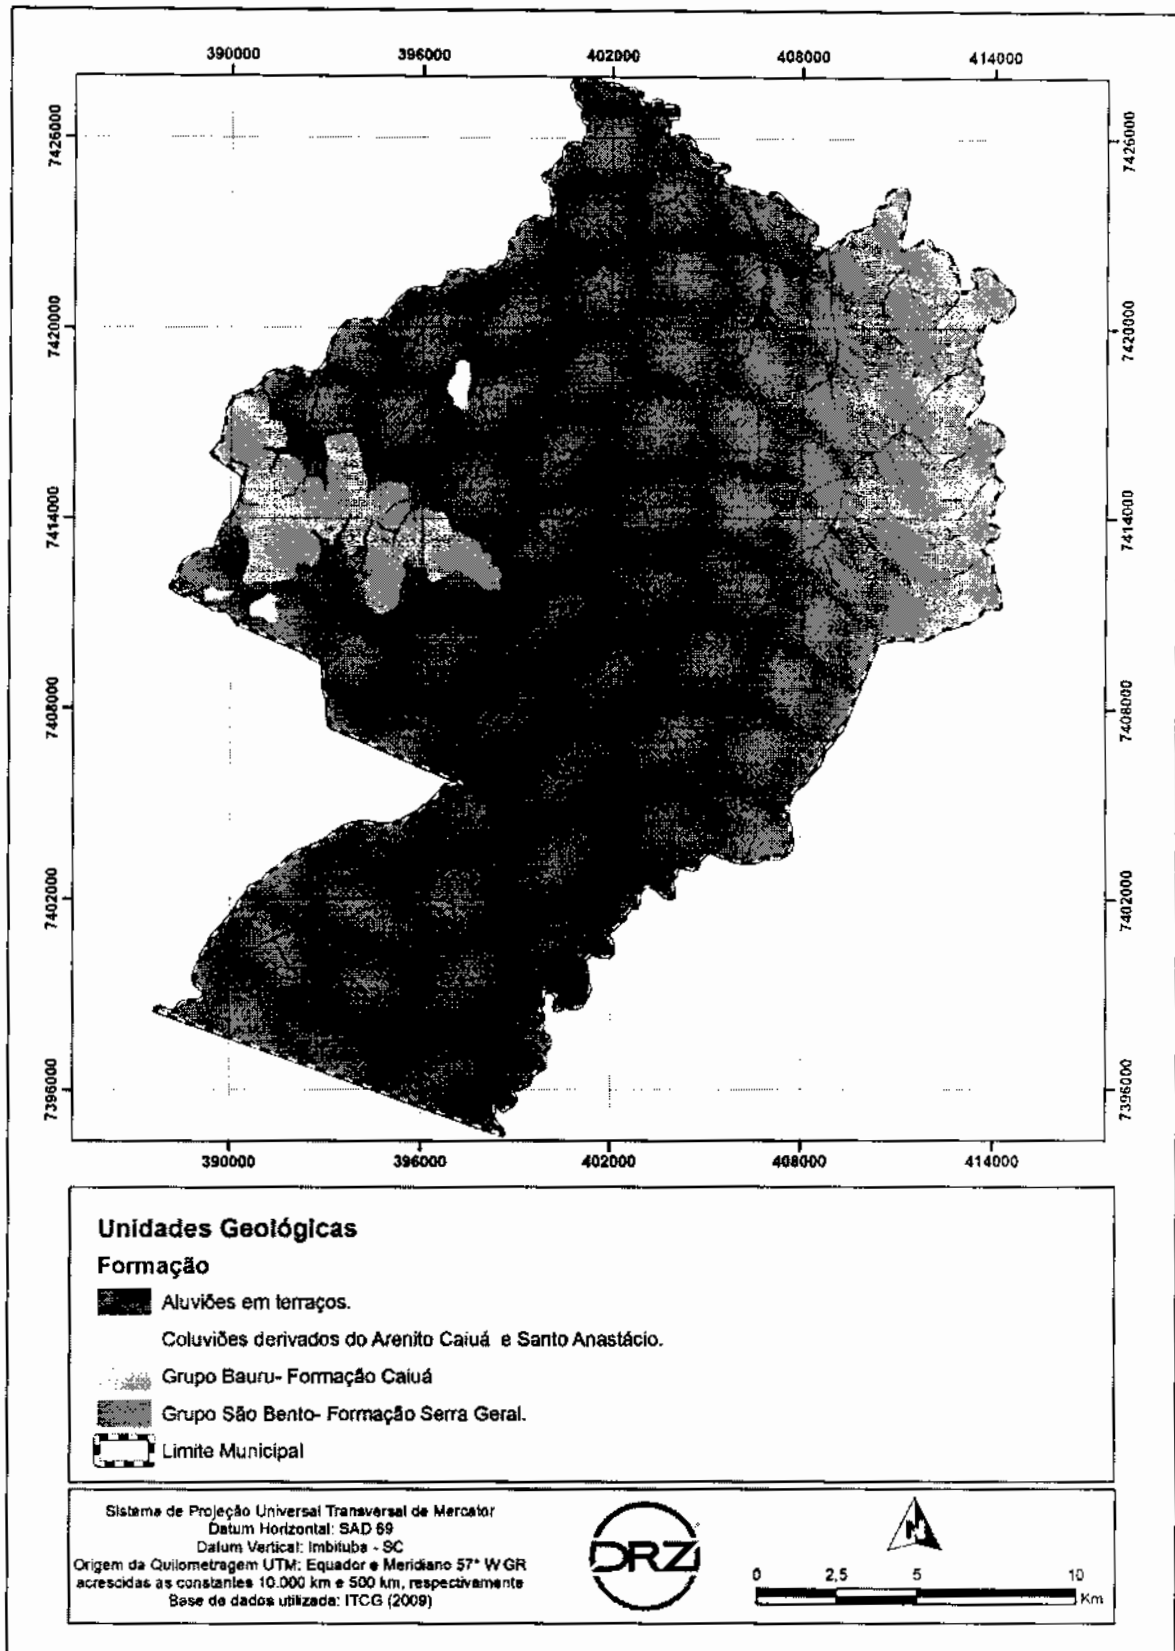 390000 396000 402000 408000 414000
7426000 7426000
7420000 7420000
7414000 7414000
7408000 7408000
7402000 7402000
7396000 7396000
390000 396000 402000 408000 414000
Unidades Geológicas
Formação
Aluviões em terraços.
Coluviões derivados do Arenito Caiuá e Santo Anastácio.
Grupo Bauru- Formação Caiuá
Grupo São Bento- Formação Serra Geral.
Limite Municipal
Sistema de Projeção Universal Transversal de Mercator
Datum Horizontal: SAD 69
Datum Vertical: Imbituba - SC
Origem da Quilometragem UTM: Equador e Meridiano 57° W GR
acrescidas as constantes 10.000 km e 500 km, respectivamente
Base de dados utilizada: ITCG (2009)
DRZ
N
0 2,5 5 10
Km